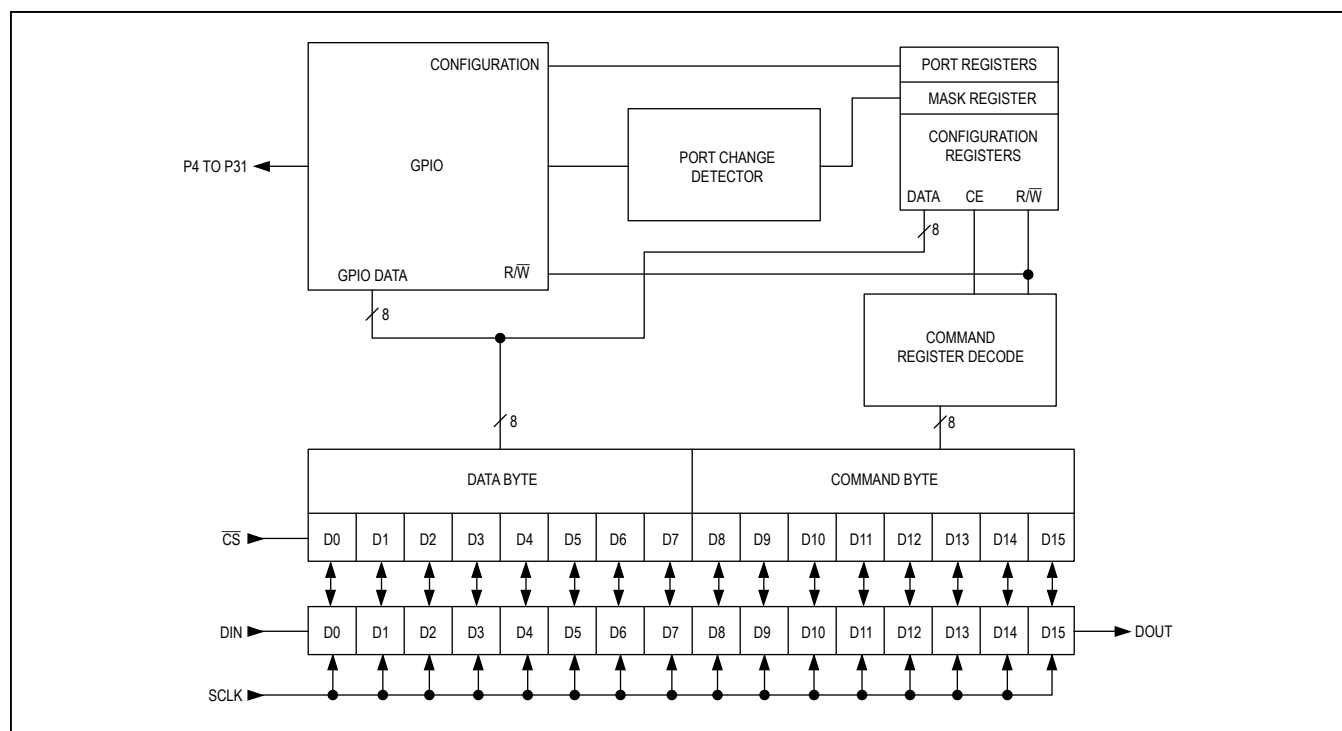 CONFIGURATION
PORT REGISTERS
MASK REGISTER
CONFIGURATION
REGISTERS
P4 TO P31
GPIO
PORT CHANGE
DETECTOR
DATA CE R/W̅
8
GPIO DATA R/W̅
8
COMMAND
REGISTER DECODE
8
8
DATA BYTE COMMAND BYTE
C̅S̅ D0 D1 D2 D3 D4 D5 D6 D7 D8 D9 D10 D11 D12 D13 D14 D15
DIN D0 D1 D2 D3 D4 D5 D6 D7 D8 D9 D10 D11 D12 D13 D14 D15 DOUT
SCLK